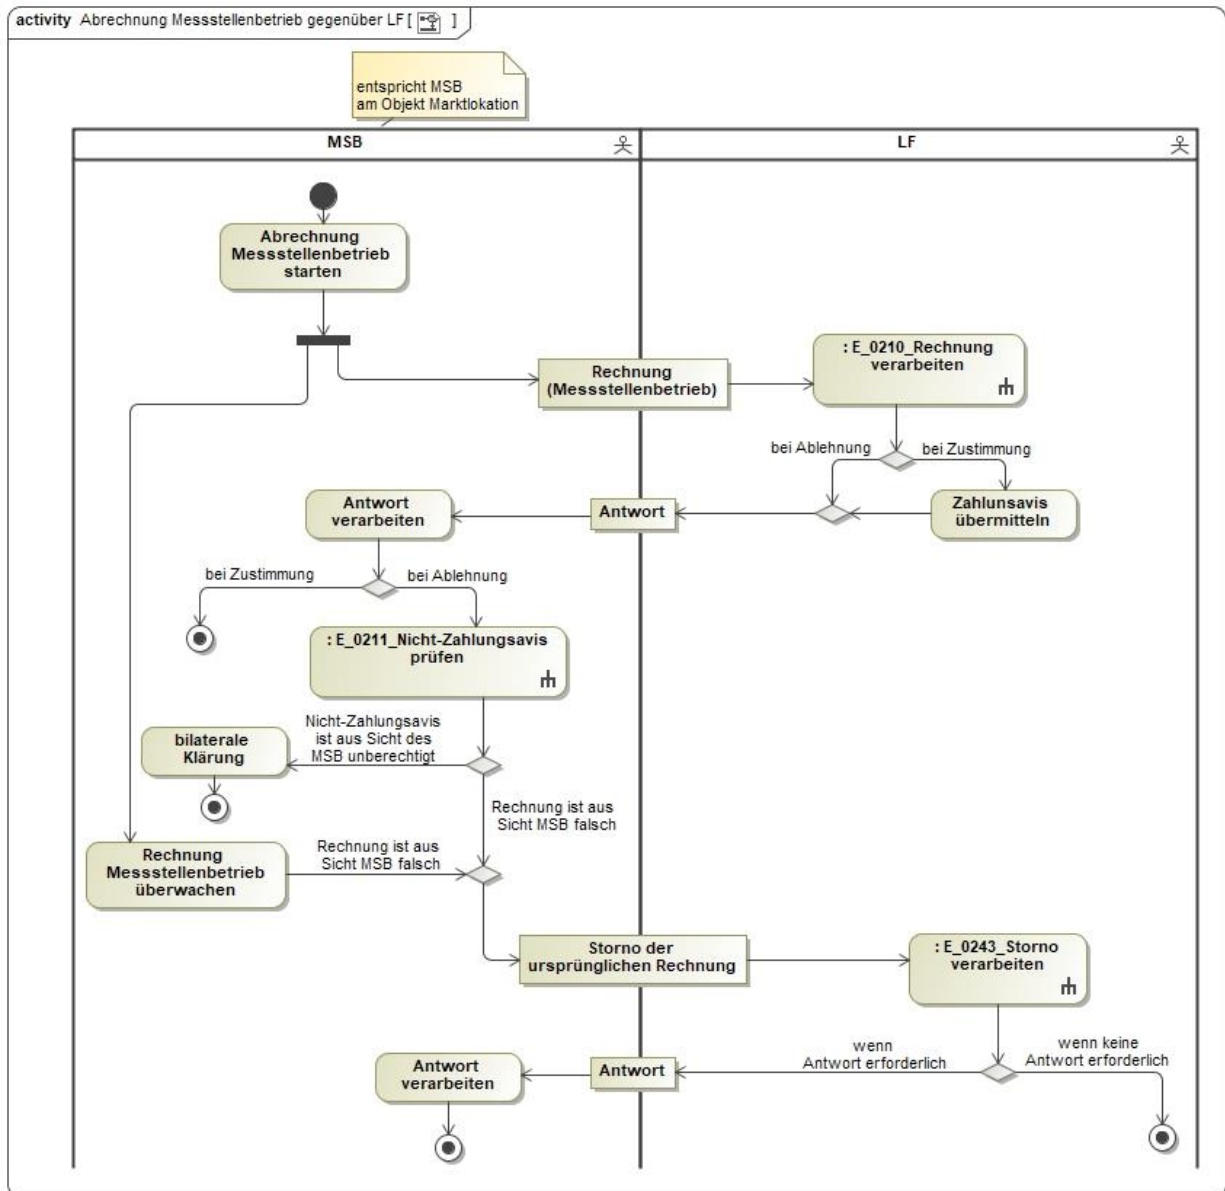 activity Abrechnung Messstellenbetrieb gegenüber LF [ ]
entspricht MSB
am Objekt Marktlokation
MSB
LF
Abrechnung
Messstellenbetrieb
starten
Rechnung
(Messstellenbetrieb)
: E_0210_Rechnung
verarbeiten
bei Ablehnung
bei Zustimmung
Zahlunsavis
übermitteln
Antwort
Antwort
verarbeiten
bei Zustimmung
bei Ablehnung
: E_0211_Nicht-Zahlungsavis
prüfen
Nicht-Zahlungsavis
ist aus Sicht des
MSB unberechtigt
bilaterale
Klärung
Rechnung ist aus
Sicht MSB falsch
Rechnung
Messstellenbetrieb
überwachen
Rechnung ist aus
Sicht MSB falsch
Storno der
ursprünglichen Rechnung
: E_0243_Storno
verarbeiten
wenn
Antwort erforderlich
wenn keine
Antwort erforderlich
Antwort
Antwort
verarbeiten